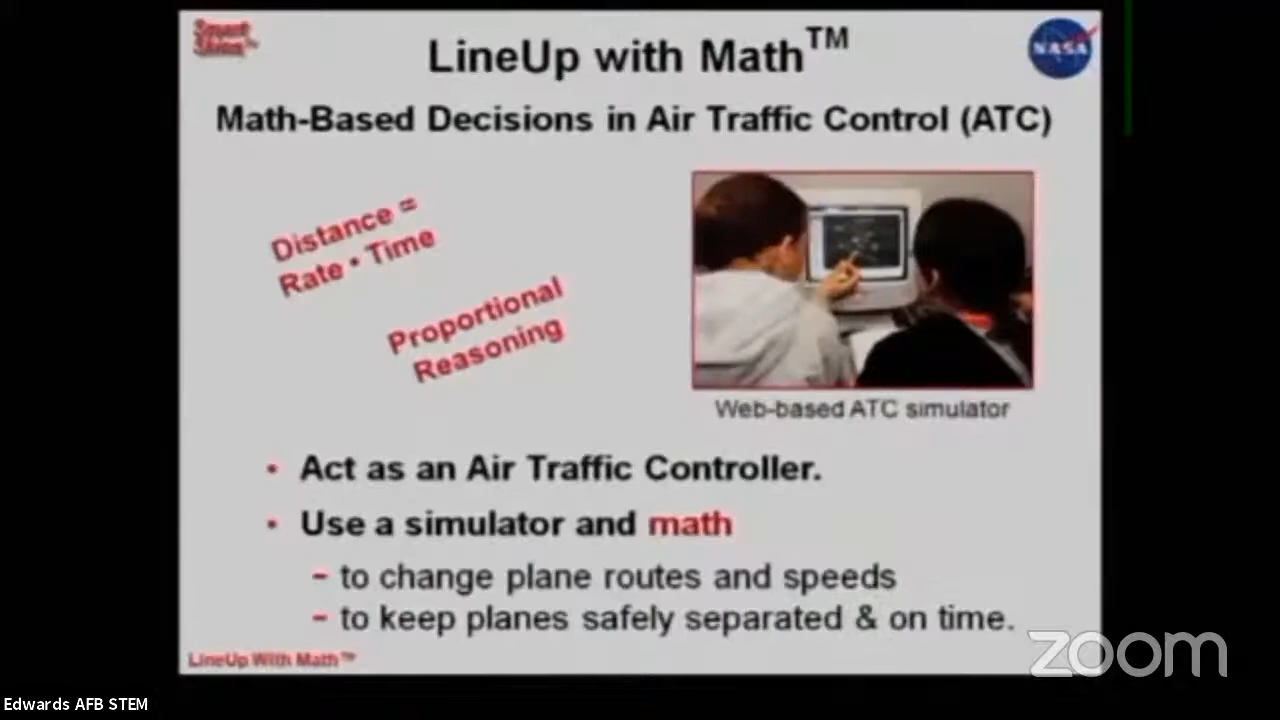 Smart
Skies™
LineUp with Math™
NASA
Math-Based Decisions in Air Traffic Control (ATC)
Distance =
Rate • Time
Proportional
Reasoning
Web-based ATC simulator
• Act as an Air Traffic Controller.
• Use a simulator and math
– to change plane routes and speeds
– to keep planes safely separated & on time.
LineUp With Math™
zoom
Edwards AFB STEM